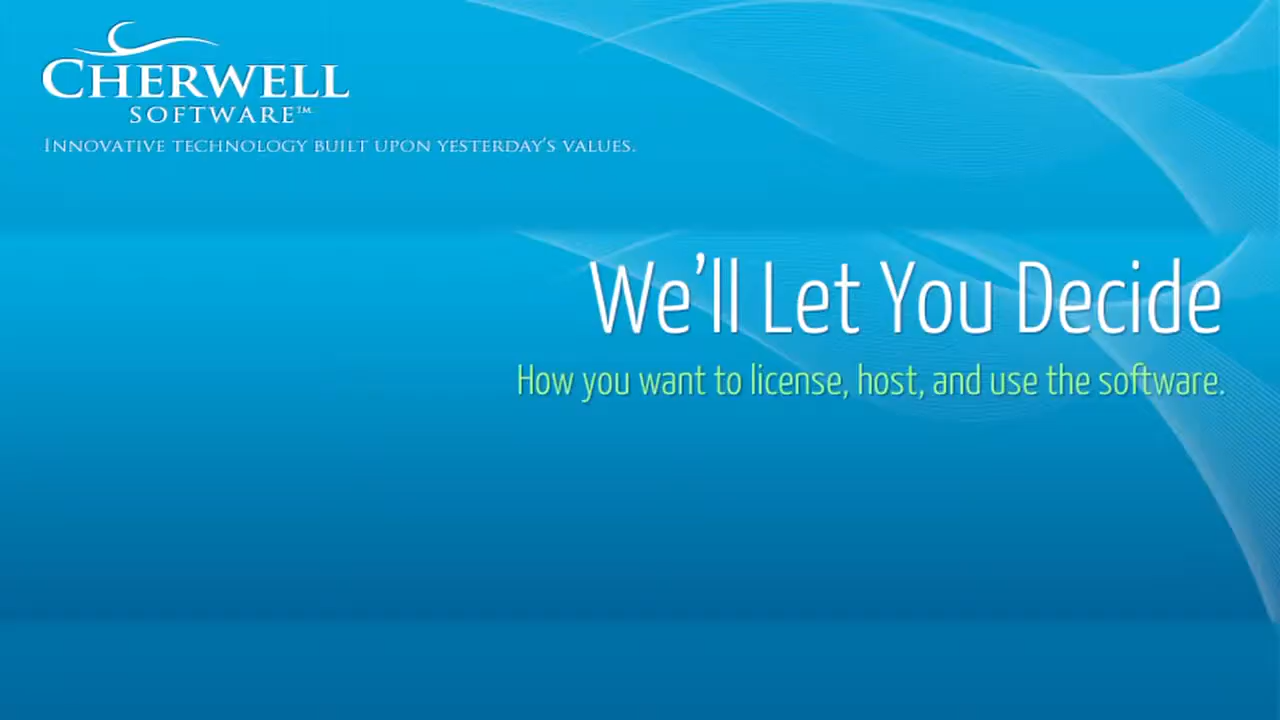 CHERWELL
SOFTWARE™
INNOVATIVE TECHNOLOGY BUILT UPON YESTERDAY'S VALUES.
We'll Let You Decide
How you want to license, host, and use the software.